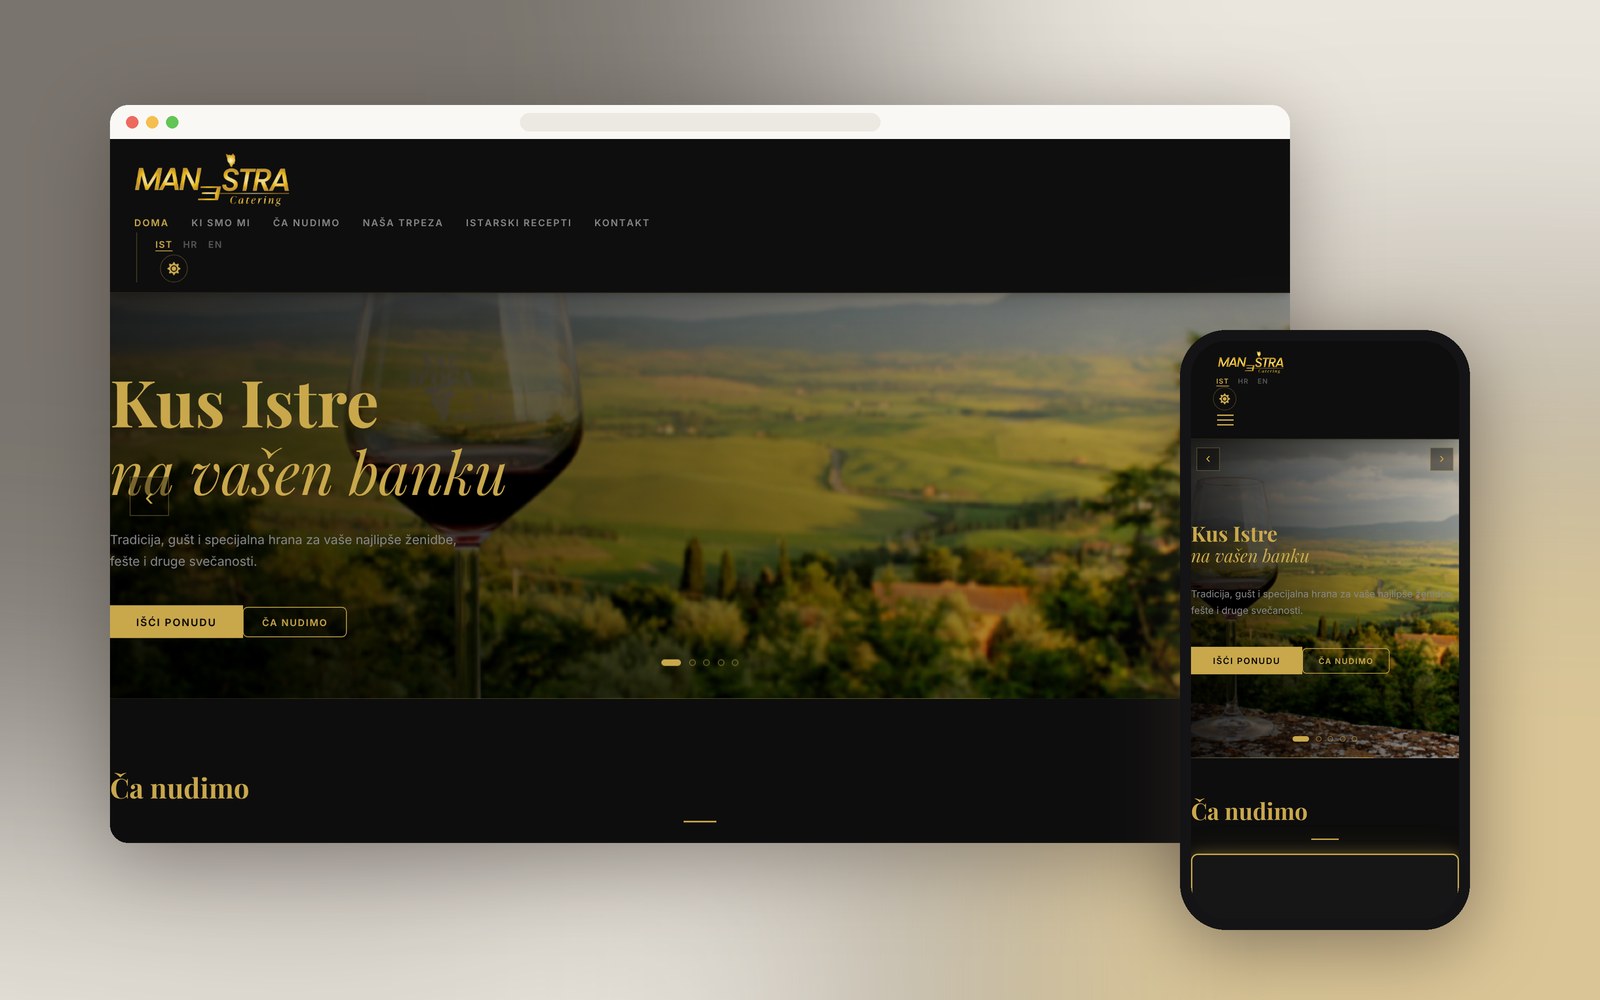 MAN ESTRA
Catering
DOMA KI SMO MI ČA NUDIMO NAŠA TRPEZA ISTARSKI RECEPTI KONTAKT
IST HR EN
Kus Istre
na vašen banku
Tradicija, gušt i specijalna hrana za vaše najlipše ženidbe,
fešte i druge svečanosti.
IŠĆI PONUDU ČA NUDIMO
Ča nudimo
MAN ESTRA
Catering
IST HR EN
Kus Istre
na vašen banku
Tradicija, gušt i specijalna hrana za vaše najlipše ženidbe,
fešte i druge svečanosti.
IŠĆI PONUDU ČA NUDIMO
Ča nudimo